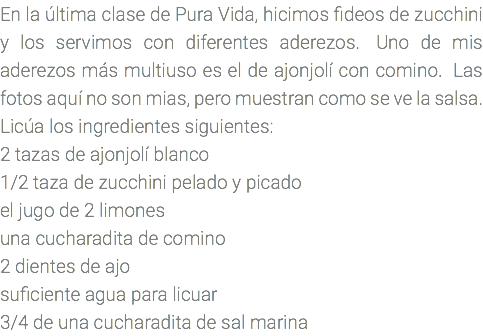 En la última clase de Pura Vida, hicimos fideos de zucchini
y los servimos con diferentes aderezos. Uno de mis
aderezos más multiuso es el de ajonjolí con comino. Las
fotos aquí no son mias, pero muestran como se ve la salsa.
Licúa los ingredientes siguientes:
2 tazas de ajonjolí blanco
1/2 taza de zucchini pelado y picado
el jugo de 2 limones
una cucharadita de comino
2 dientes de ajo
suficiente agua para licuar
3/4 de una cucharadita de sal marina